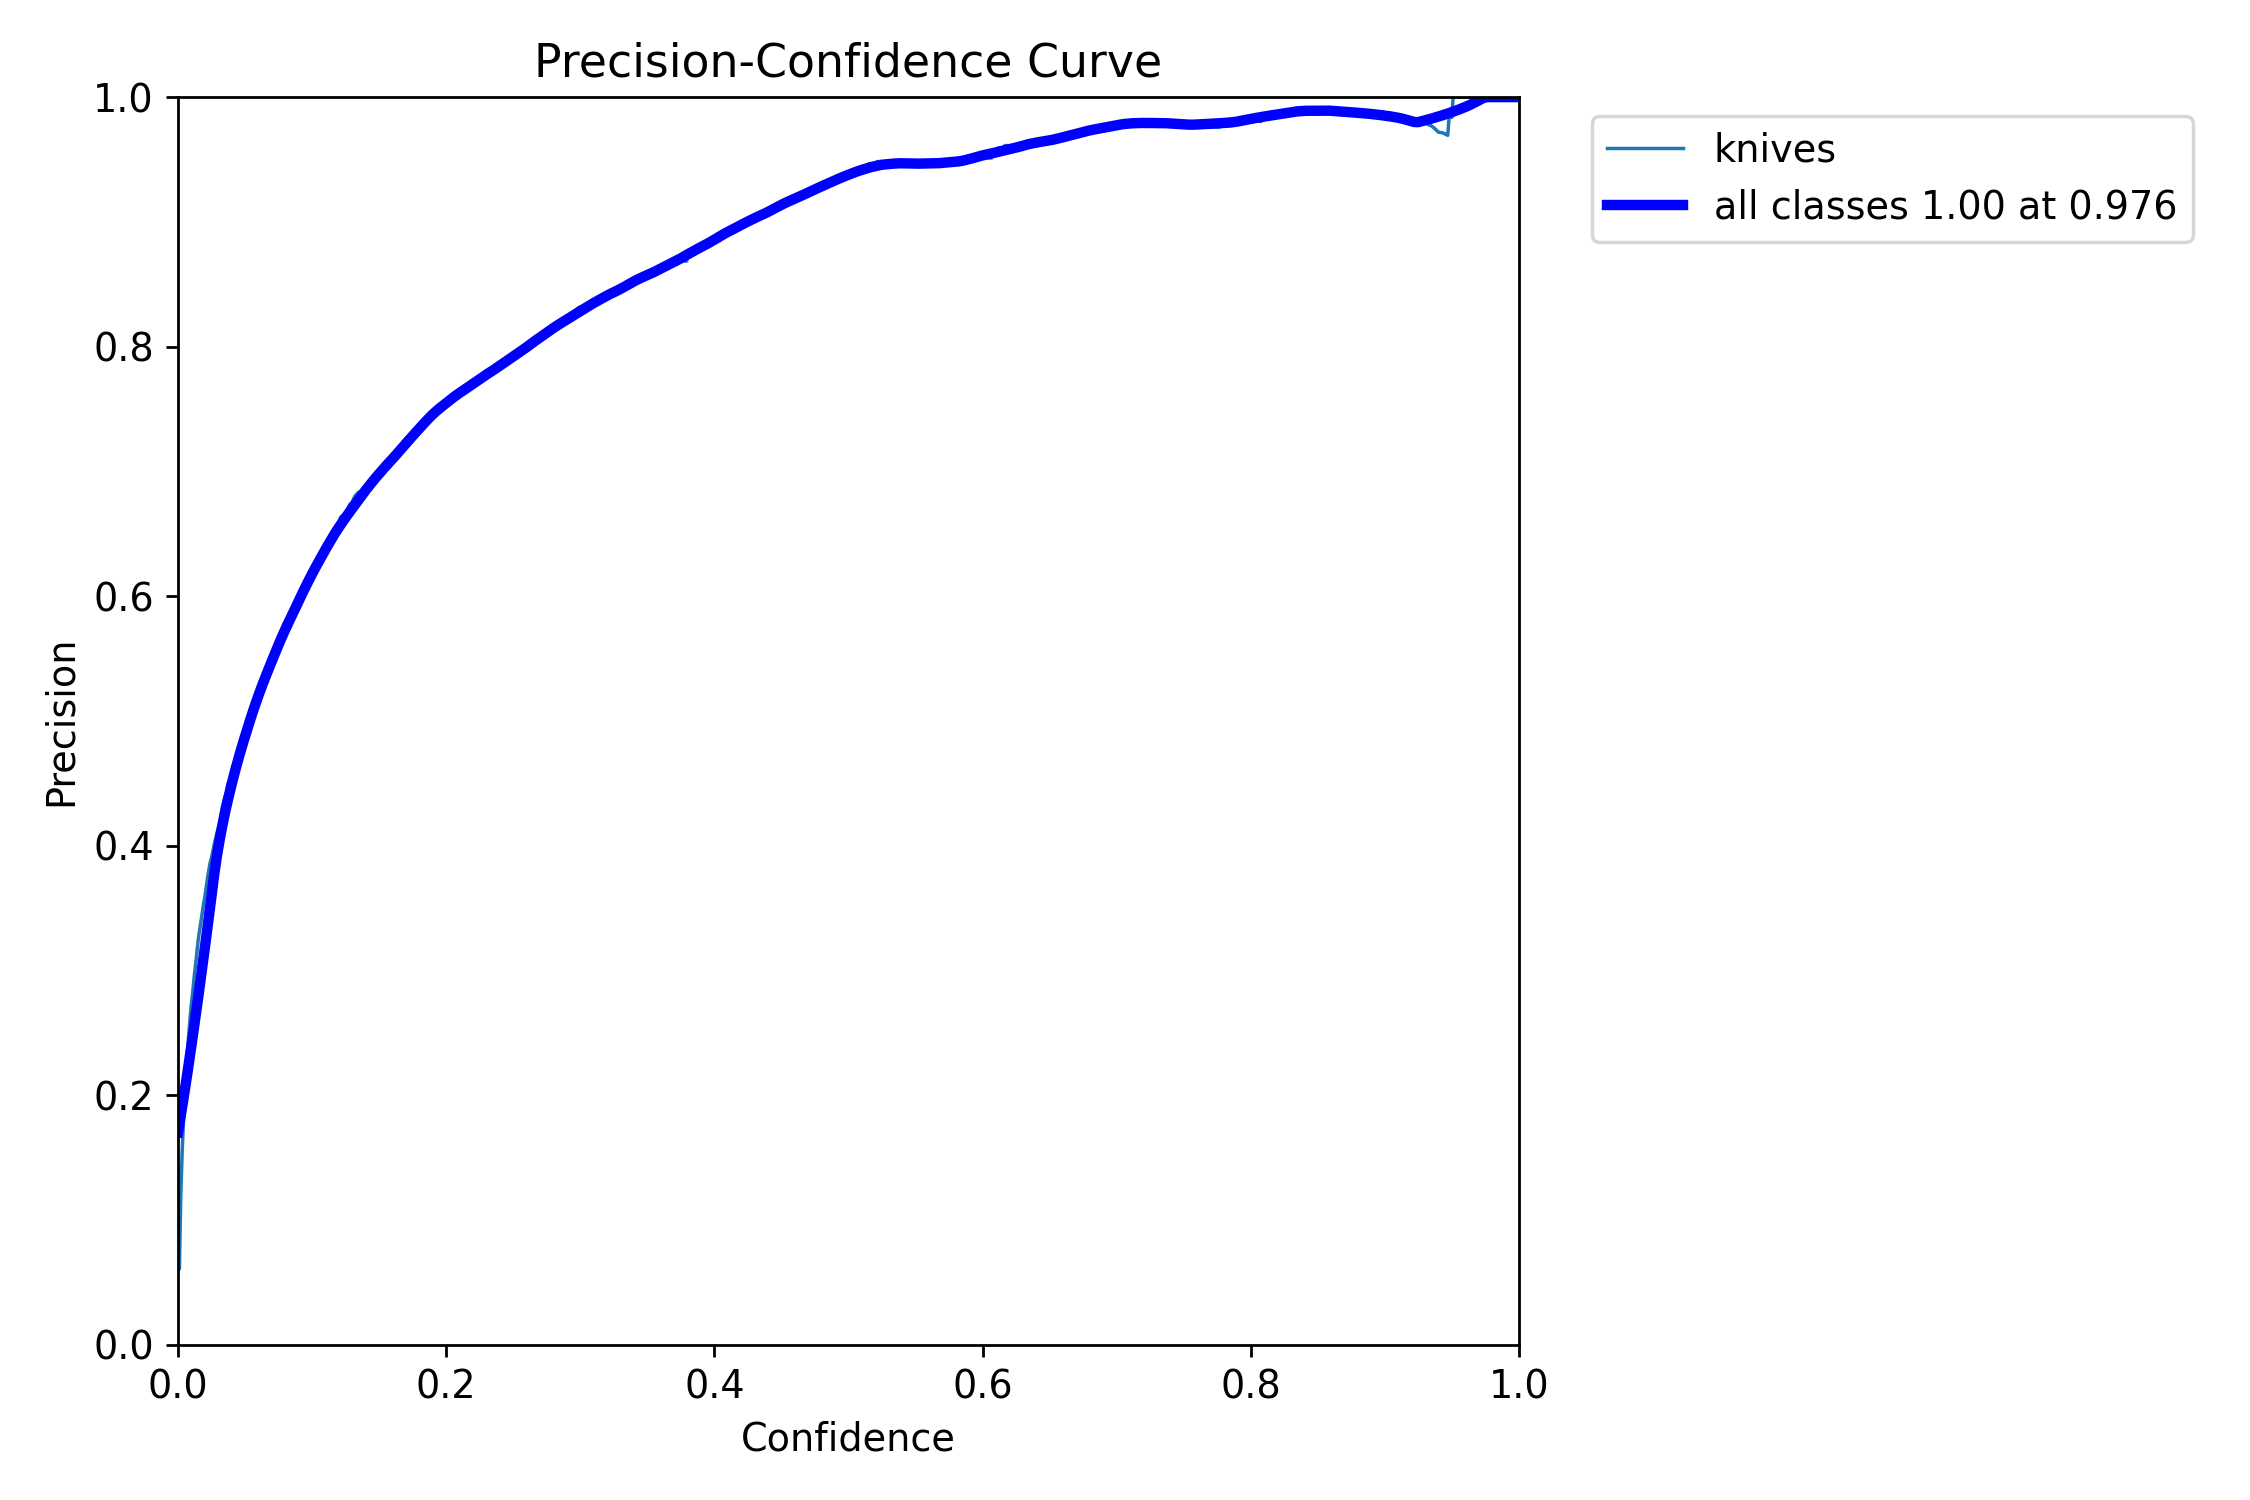 Precision-Confidence Curve
1.0
0.8
0.6
0.4
0.2
0.0
Precision
0.0 0.2 0.4 0.6 0.8 1.0
Confidence
knives
all classes 1.00 at 0.976